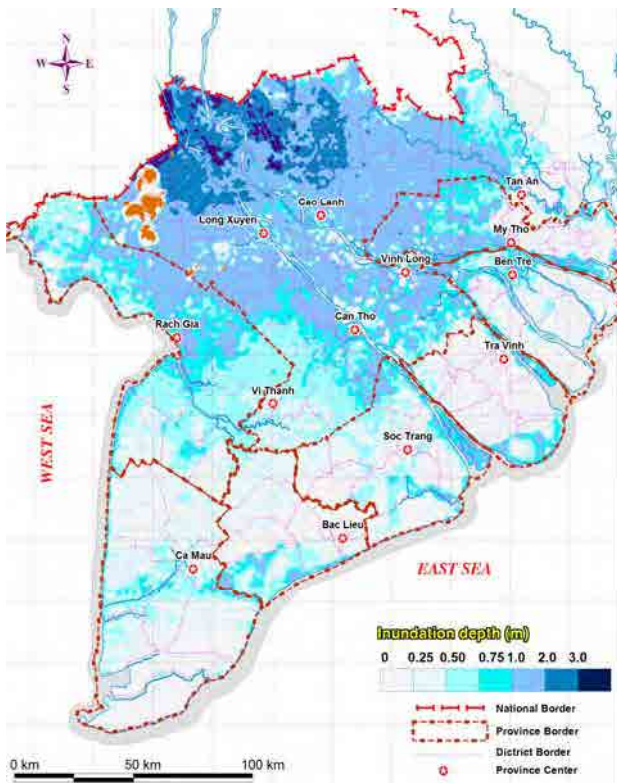 N
W E
S
Tan An
Cao Lanh
Long Xuyen
My Tho
Vinh Long
Ben Tre
Can Tho
Rach Gia
Tra Vinh
Vi Thanh
WEST SEA
Soc Trang
Bac Lieu
Ca Mau
EAST SEA
Inundation depth (m)
0 0.25 0.50 0.75 1.0 2.0 3.0
National Border
Province Border
Dictrict Border
Province Center
0 km 50 km 100 km